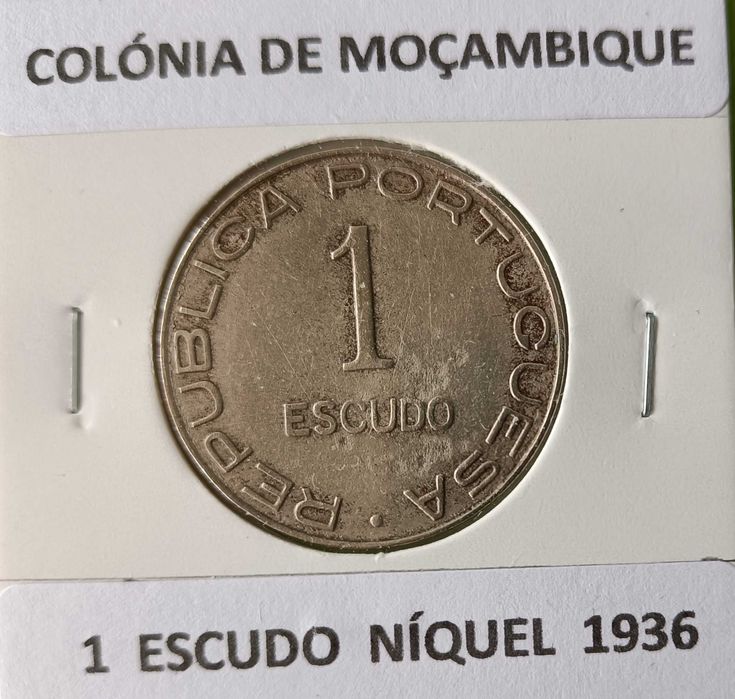 COLÓNIA DE MOÇAMBIQUE
REPUBLICA PORTUGUESA ·
1
ESCUDO
1 ESCUDO NÍQUEL 1936